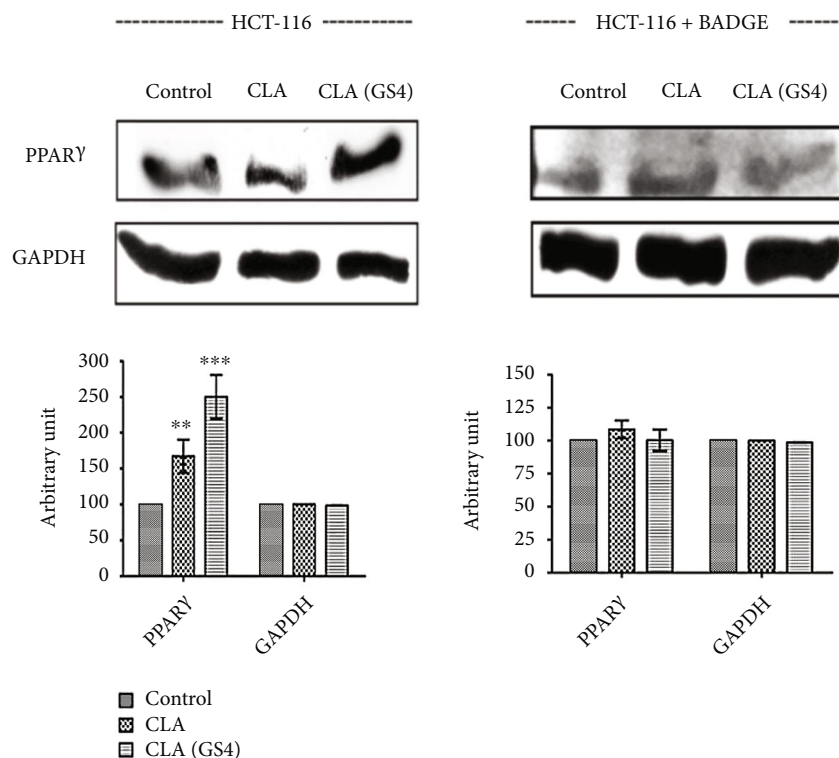 HCT-116
HCT-116 + BADGE
Control CLA CLA (GS4)
Control CLA CLA (GS4)
PPARγ
GAPDH
300
250
200
150
100
50
0
Arbitrary unit
**
***
PPARγ
GAPDH
150
125
100
75
50
25
0
Arbitrary unit
PPARγ
GAPDH
Control
CLA
CLA (GS4)